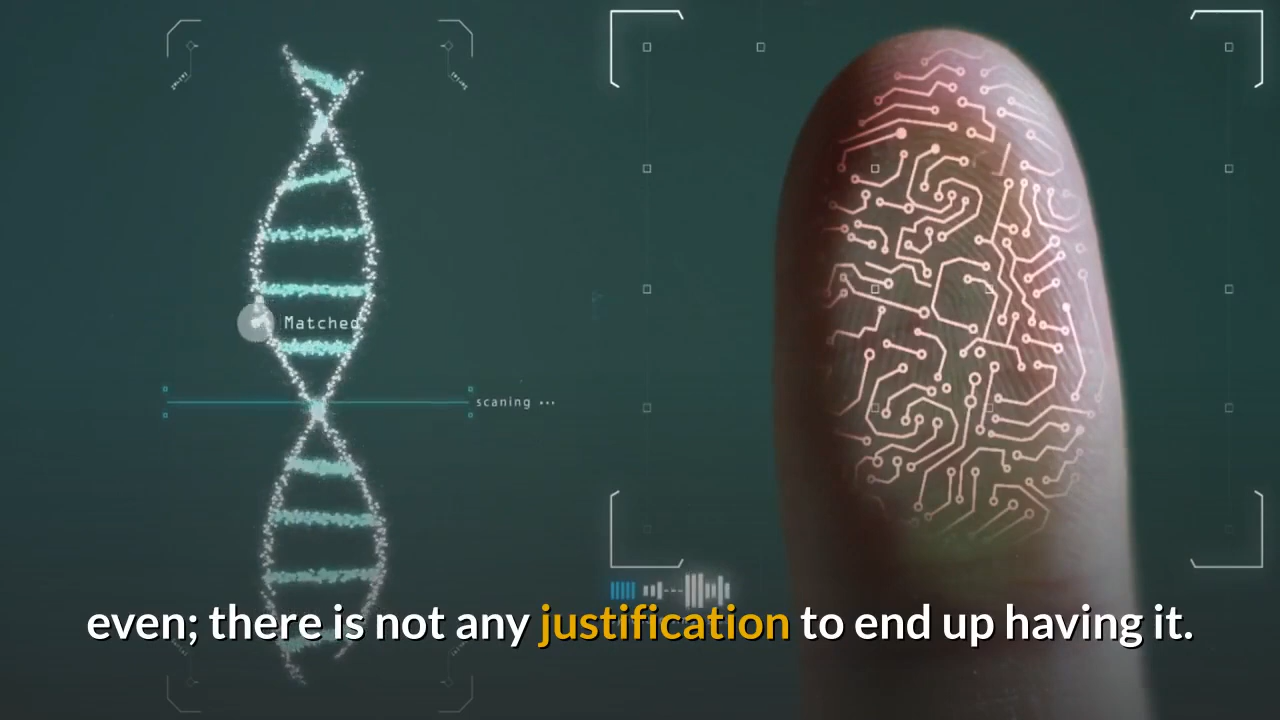 Matched
scaning ...
even; there is not any justification to end up having it.